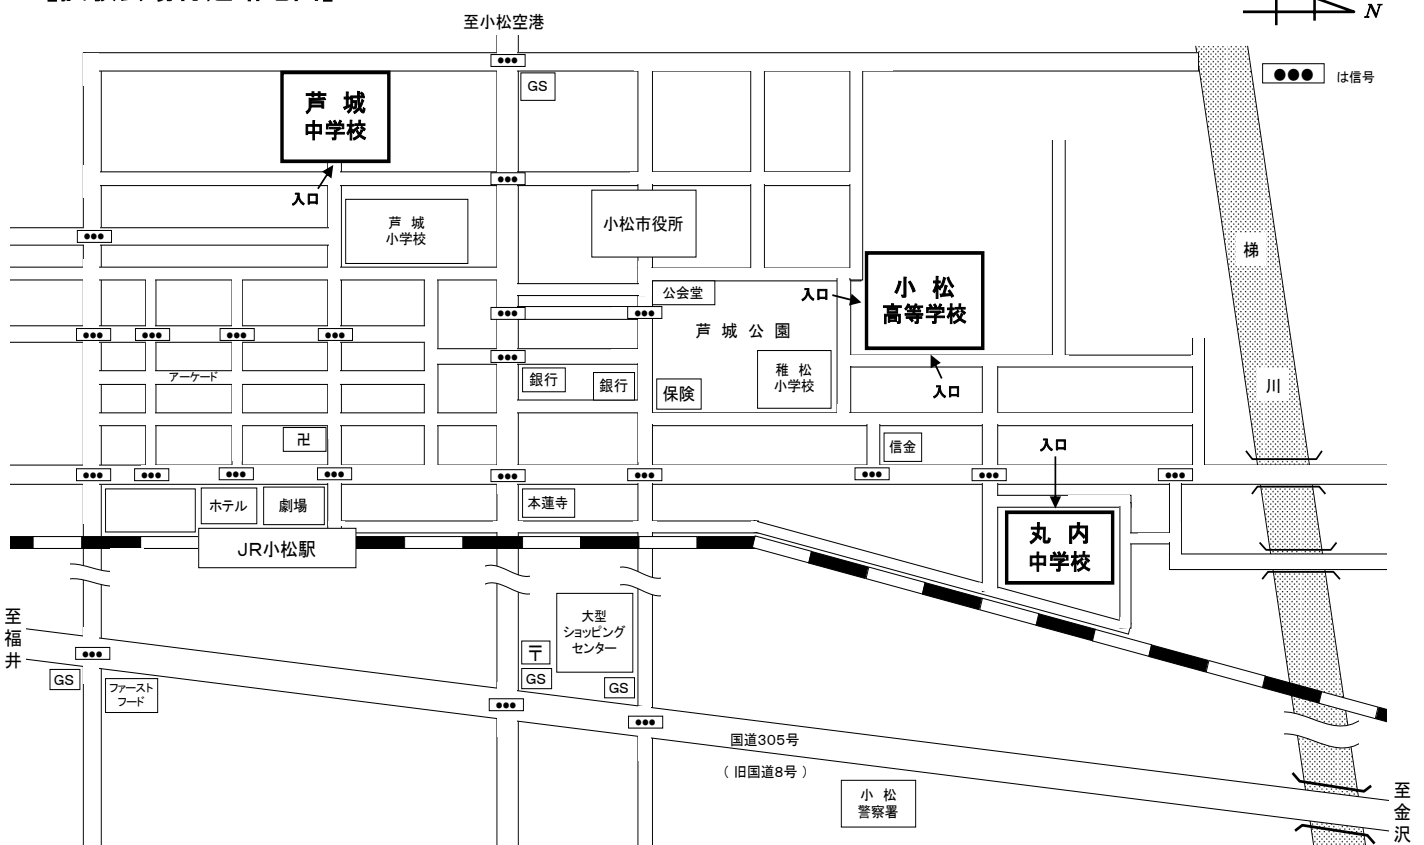 至小松空港
N
は信号
GS
芦 城
中学校
入口
芦 城
小学校
小松市役所
梯
川
公会堂
入口
小 松
高等学校
芦 城 公 園
稚 松
小学校
アーケード
銀行
銀行
保険
入口
卍
信金
入口
ホテル
劇場
本蓮寺
JR小松駅
丸 内
中学校
至福井
大型
ショッピング
センター
〒
GS
GS
GS
ファースト
フード
国道305号
( 旧国道8号 )
小 松
警察署
至金沢